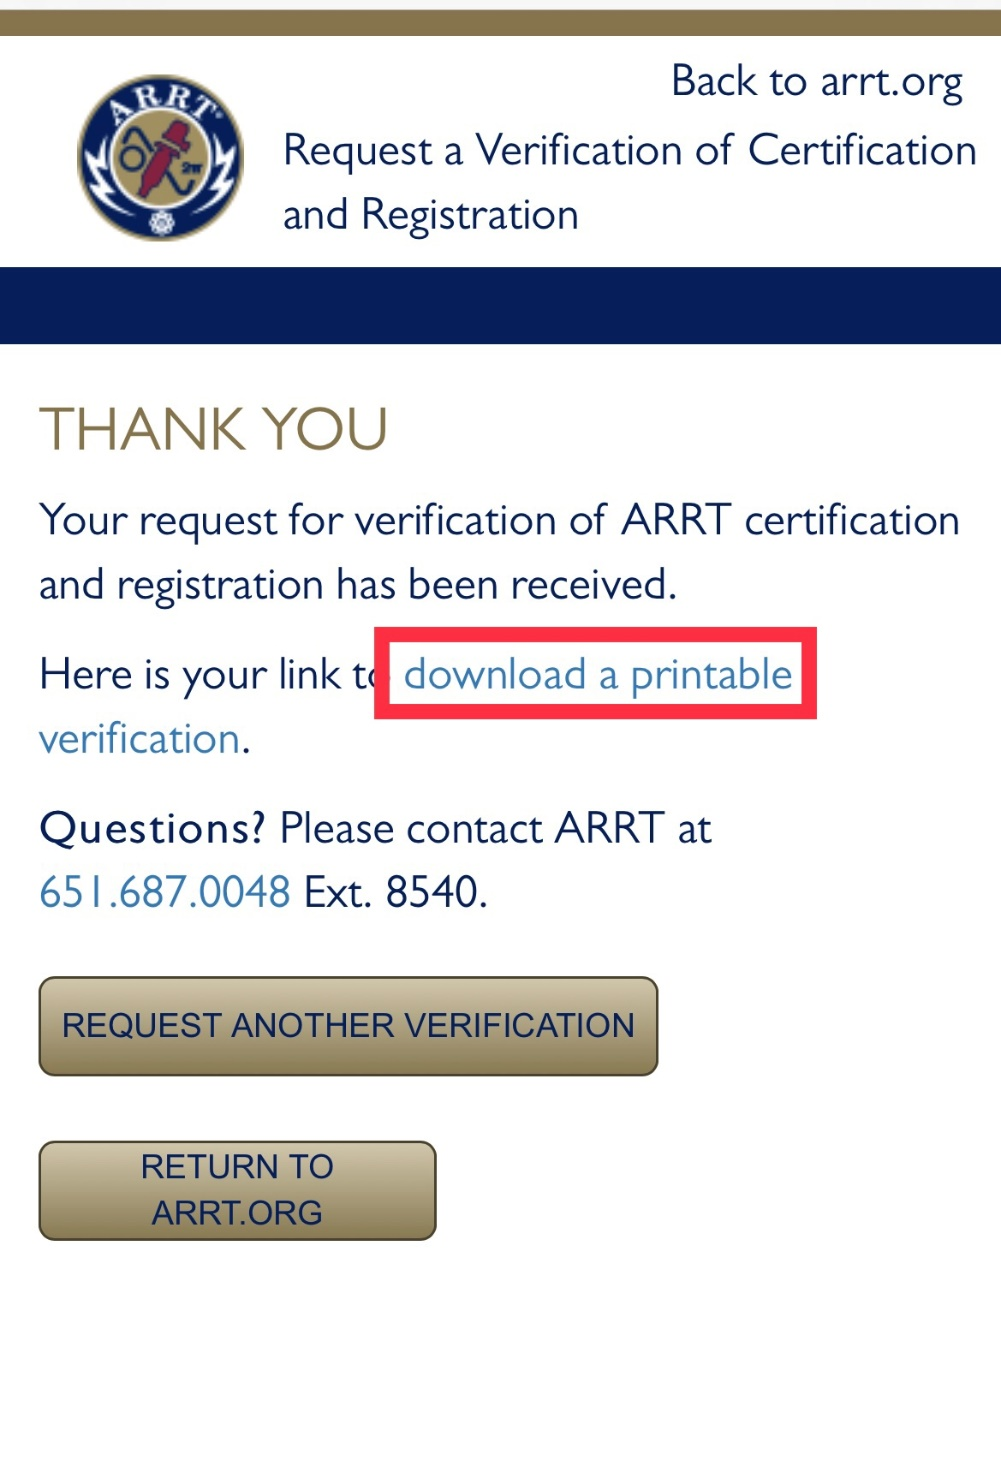 ARRT
Back to arrt.org
Request a Verification of Certification
and Registration
THANK YOU
Your request for verification of ARRT certification
and registration has been received.
Here is your link to download a printable
verification.
Questions? Please contact ARRT at
651.687.0048 Ext. 8540.
REQUEST ANOTHER VERIFICATION
RETURN TO
ARRT.ORG